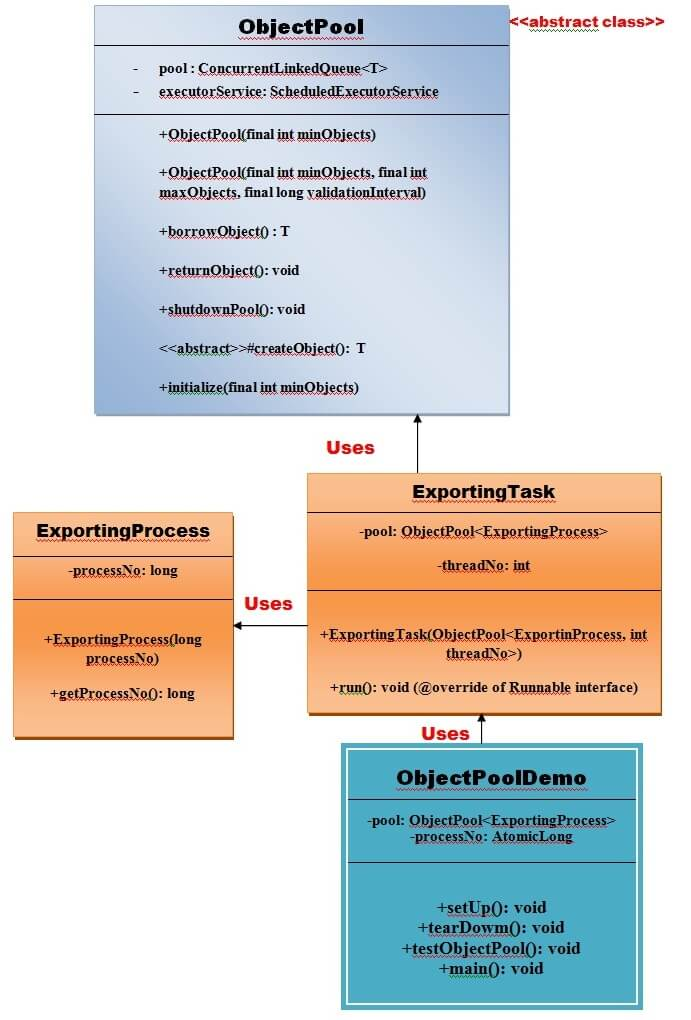 ObjectPool
<<abstract class>>
- pool : ConcurrentLinkedQueue<T>
- executorService: ScheduledExecutorService
+ObjectPool(final int minObjects)
+ObjectPool(final int minObjects, final int
maxObjects, final long validationInterval)
+borrowObject() : T
+returnObject(): void
+shutdownPool(): void
<<abstract>>#createObject(): T
+initialize(final int minObjects)
Uses
ExportingTask
-pool: ObjectPool<ExportingProcess>
-threadNo: int
+ExportingTask(ObjectPool<ExportinProcess, int
threadNo>)
+run(): void (@override of Runnable interface)
ExportingProcess
-processNo: long
+ExportingProcess(long
processNo)
+getProcessNo(): long
Uses
Uses
ObjectPoolDemo
-pool: ObjectPool<ExportingProcess>
-processNo: AtomicLong
+setUp(): void
+tearDowm(): void
+testObjectPool(): void
+main(): void